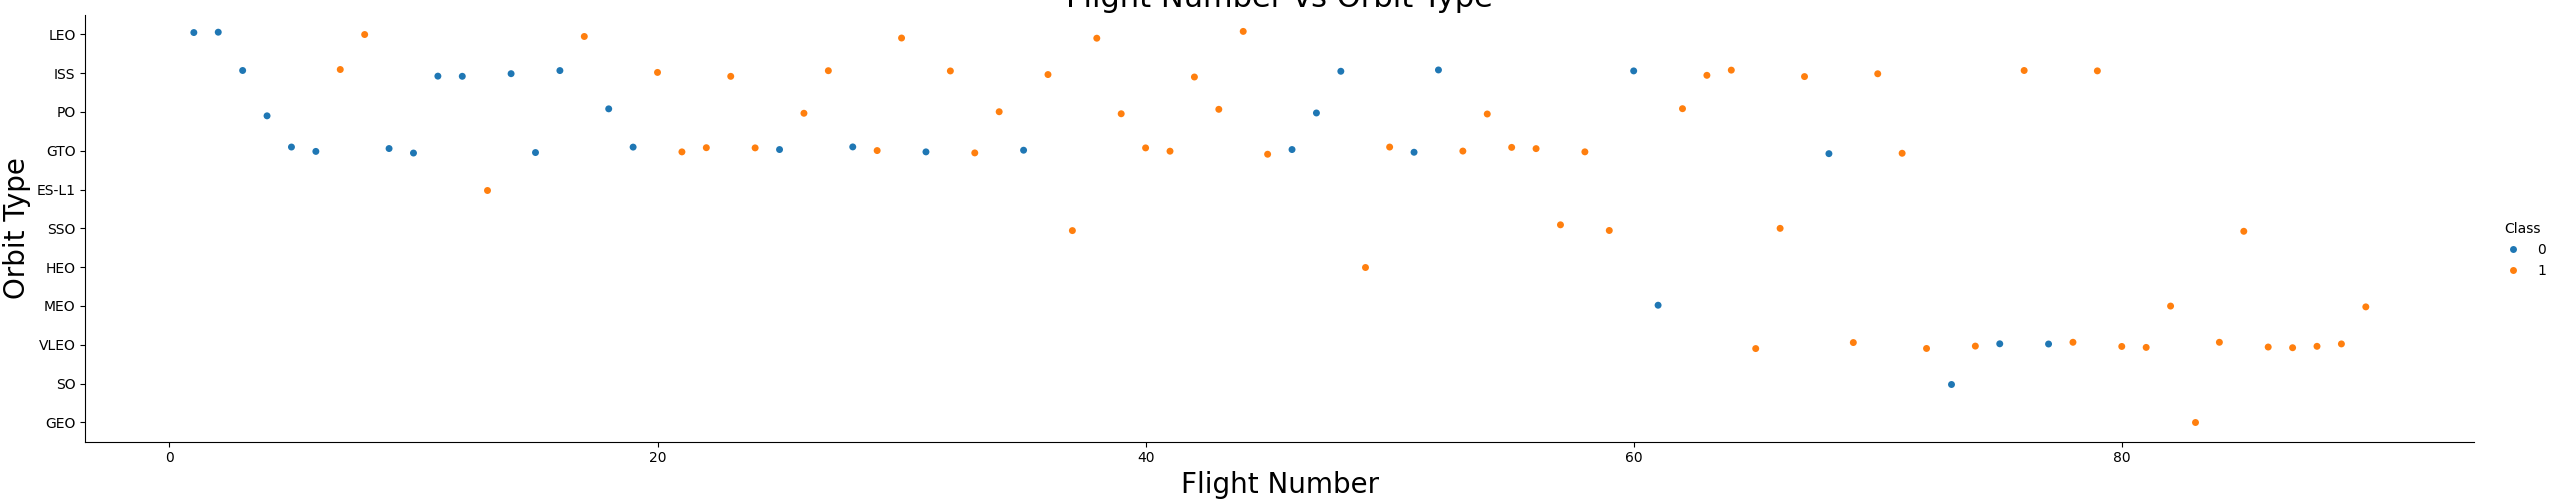 Flight Number vs Orbit Type
LEO
ISS
PO
GTO
ES-L1
SSO
HEO
MEO
VLEO
SO
GEO
Orbit Type
0
20
40
60
80
Flight Number
Class
0
1